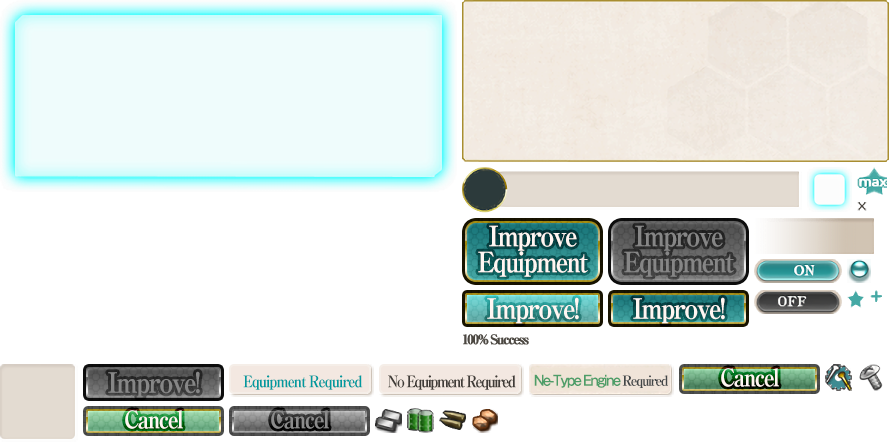 max
×
Improve
Equipment
Improve
Equipment
ON
Improve!
Improve!
OFF
100% Success
Improve!
Equipment Required
No Equipment Required
Ne-Type Engine Required
Cancel
Cancel
Cancel